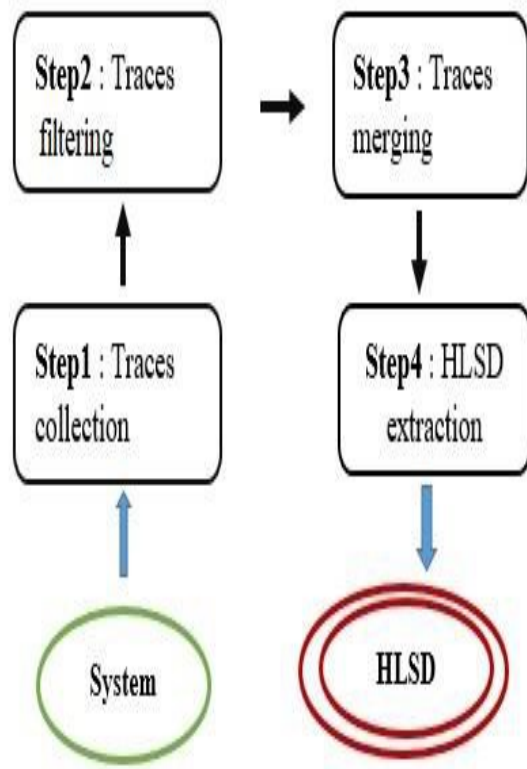 Step2 : Traces
filtering
Step3 : Traces
merging
Step1 : Traces
collection
Step4 : HLSD
extraction
System
HLSD